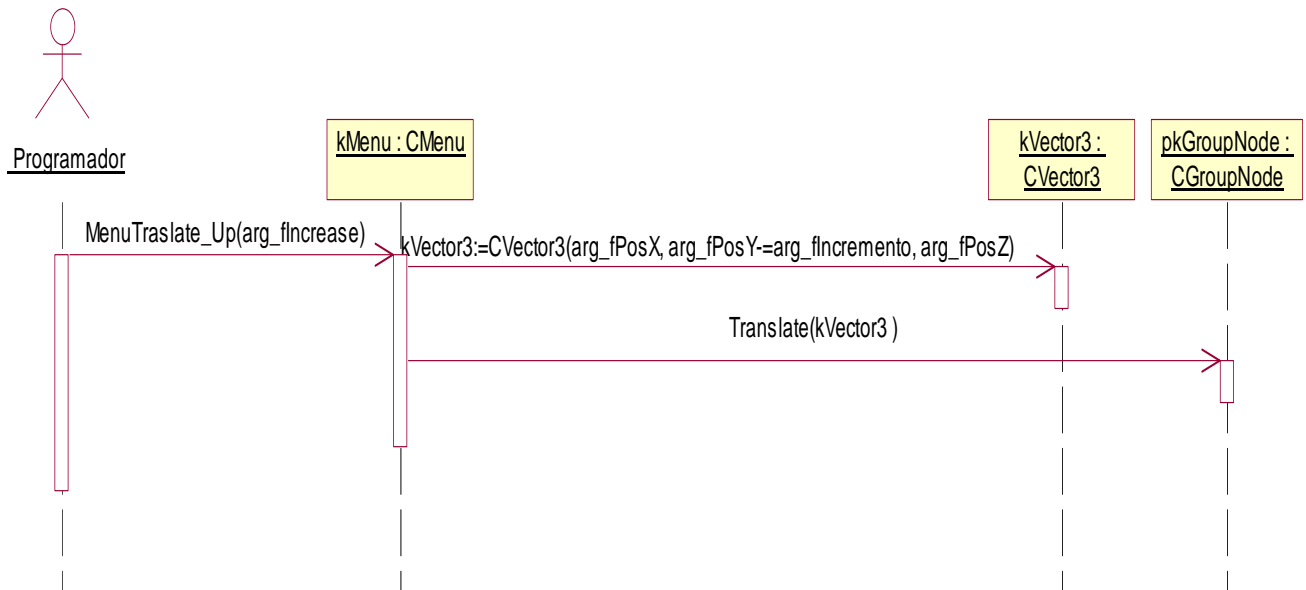 Programador
kMenu : CMenu
kVector3 :
CVector3
pkGroupNode :
CGroupNode
MenuTraslate_Up(arg_fIncrease)
kVector3:=CVector3(arg_fPosX, arg_fPosY-=arg_fIncremento, arg_fPosZ)
Translate(kVector3 )